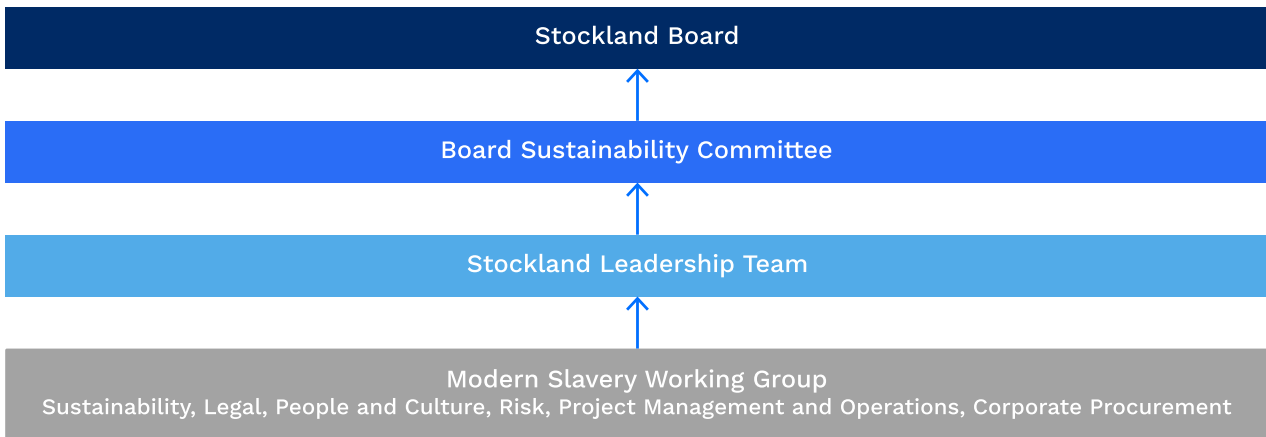 Stockland Board
Board Sustainability Committee
Stockland Leadership Team
Modern Slavery Working Group
Sustainability, Legal, People and Culture, Risk, Project Management and Operations, Corporate Procurement